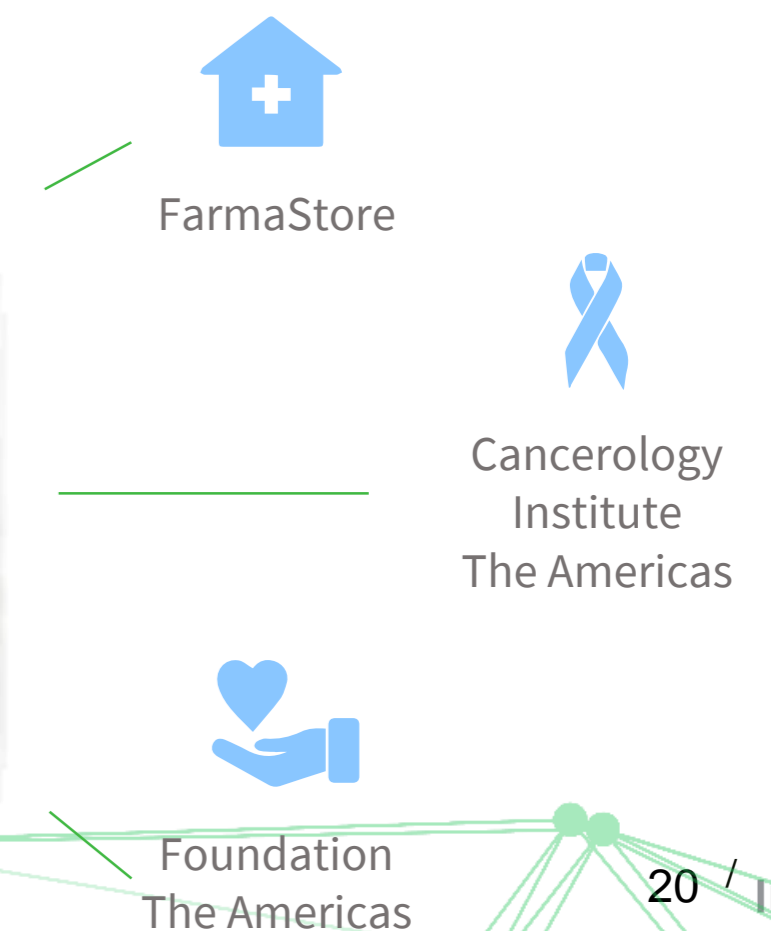 FarmaStore
Cancerology
Institute
The Americas
Foundation
The Americas
20 /